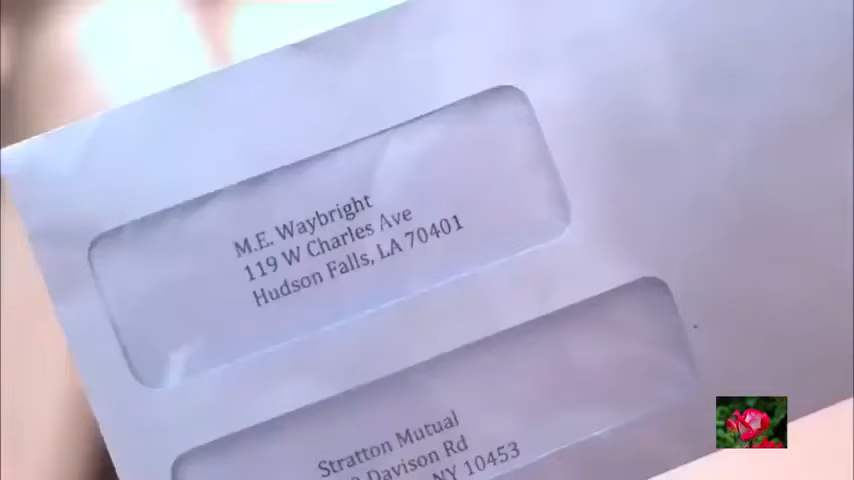 M.E. Waybright
119 W Charles Ave
Hudson Falls, LA 70401
Stratton Mutual
Davison Rd
NY 10453